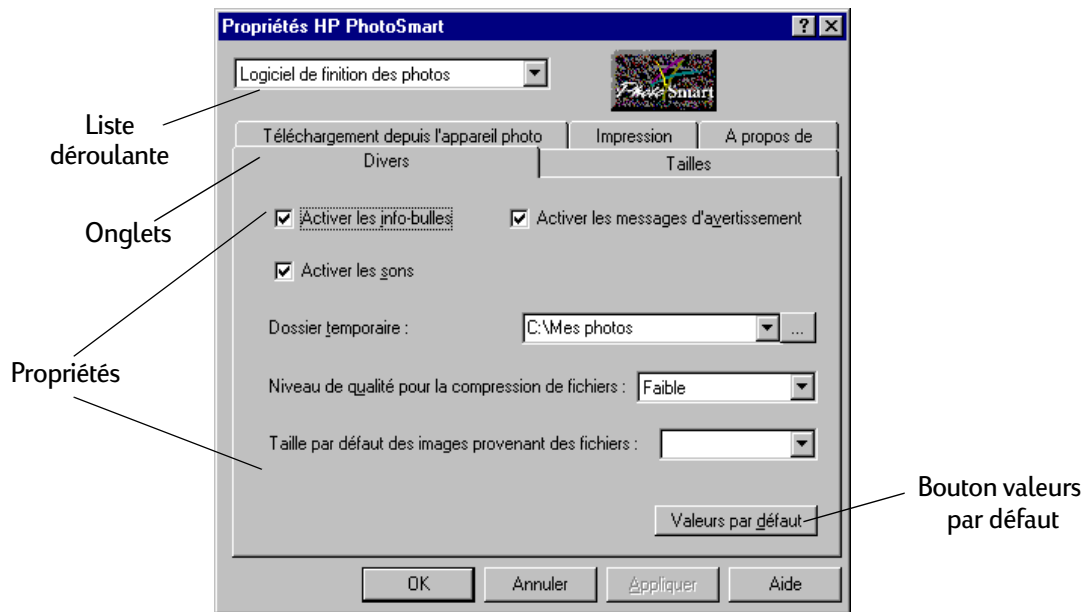 Propriétés HP PhotoSmart
Logiciel de finition des photos
PhotoSmart
Liste
déroulante
Téléchargement depuis l'appareil photo Impression A propos de
Divers Tailles
Onglets
Activer les info-bulles Activer les messages d'avertissement
Activer les sons
Dossier temporaire : C:\Mes photos ...
Propriétés
Niveau de qualité pour la compression de fichiers : Faible
Taille par défaut des images provenant des fichiers :
Bouton valeurs
par défaut
Valeurs par défaut
OK Annuler Appliquer Aide